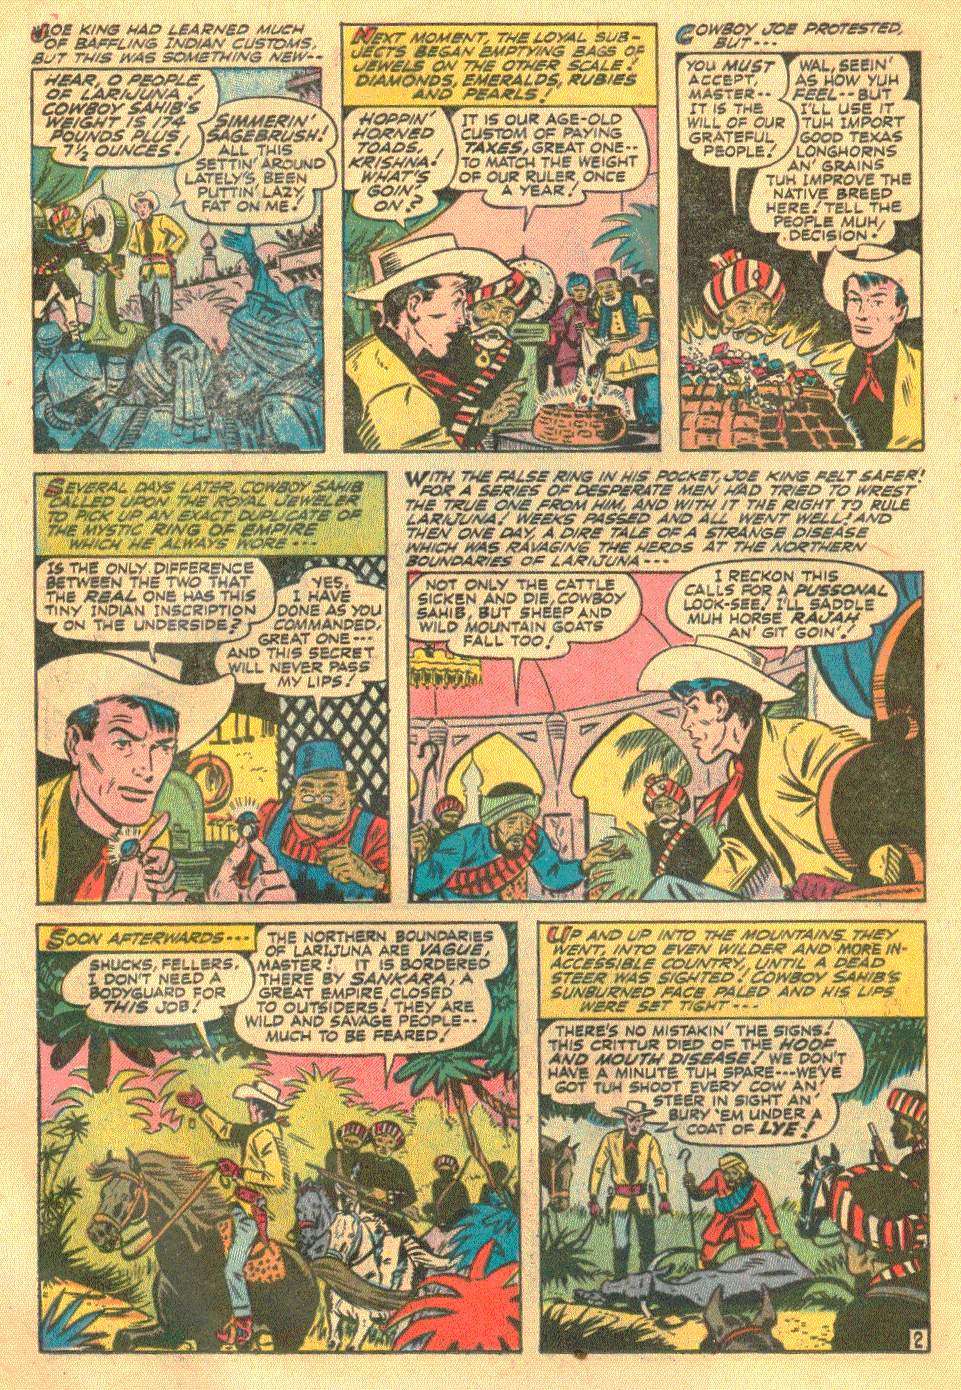 JOE KING HAD LEARNED MUCH
OF BAFFLING INDIAN CUSTOMS,
BUT THIS WAS SOMETHING NEW--
HEAR, O PEOPLE
OF LARIJUNA!
COWBOY SAHIB'S
WEIGHT IS 174
POUNDS PLUS
7½ OUNCES!
SIMMERIN'
SAGEBRUSH!
ALL THIS
SETTIN' AROUND
LATELY'S BEEN
PUTTIN' LAZY
FAT ON ME!
NEXT MOMENT, THE LOYAL SUB-
JECTS BEGAN EMPTYING BAGS OF
JEWELS ON THE OTHER SCALE!
DIAMONDS, EMERALDS, RUBIES
AND PEARLS!
HOPPIN'
HORNED
TOADS,
KRISHNA!
WHAT'S
GOIN'
ON?
IT IS OUR AGE-OLD
CUSTOM OF PAYING
TAXES, GREAT ONE--
TO MATCH THE WEIGHT
OF OUR RULER, ONCE
A YEAR!
COWBOY JOE PROTESTED,
BUT---
YOU MUST
ACCEPT,
MASTER--
IT IS THE
WILL OF OUR
GRATEFUL
PEOPLE!
WAL, SEEIN'
AS HOW YUH
FEEL--BUT
I'LL USE IT
TUH IMPORT
GOOD TEXAS
LONGHORNS
AN' GRAINS
TUH IMPROVE THE
NATIVE BREED
HERE! TELL THE
PEOPLE MUH
DECISION!
SEVERAL DAYS LATER, COWBOY SAHIB
CALLED UPON THE ROYAL JEWELER
TO PICK UP AN EXACT DUPLICATE OF
THE MYSTIC RING OF EMPIRE
WHICH HE ALWAYS WORE---
IS THE ONLY DIFFERENCE
BETWEEN THE TWO THAT
THE REAL ONE HAS THIS
TINY INDIAN INSCRIPTION
ON THE UNDERSIDE?
YES,
I HAVE
DONE AS YOU
COMMANDED,
GREAT ONE---
AND THIS SECRET
WILL NEVER PASS
MY LIPS!
WITH THE FALSE RING IN HIS POCKET, JOE KING FELT SAFER!
FOR A SERIES OF DESPERATE MEN HAD TRIED TO WREST
THE TRUE ONE FROM HIM, AND WITH IT THE RIGHT TO RULE
LARIJUNA! WEEKS PASSED AND ALL WENT WELL! AND
THEN ONE DAY, A DIRE TALE OF A STRANGE DISEASE
WHICH WAS RAVAGING THE HERDS AT THE NORTHERN
BOUNDARIES OF LARIJUNA---
NOT ONLY THE CATTLE
SICKEN AND DIE, COWBOY
SAHIB, BUT SHEEP AND
WILD MOUNTAIN GOATS
FALL TOO!
I RECKON THIS
CALLS FOR A PUSSONAL
LOOK-SEE! I'LL SADDLE
MUH HORSE RAJAH
AN' GIT GOIN'!
SOON AFTERWARDS---
SHUCKS, FELLERS,
I DON'T NEED A
BODYGUARD FOR
THIS JOB!
THE NORTHERN BOUNDARIES
OF LARIJUNA ARE VAGUE,
MASTER! IT IS BORDERED
THERE BY SANKARA, A
GREAT EMPIRE, CLOSED
TO OUTSIDERS! THEY ARE
WILD AND SAVAGE PEOPLE--
MUCH TO BE FEARED!
UP AND UP INTO THE MOUNTAINS THEY
WENT, INTO EVEN WILDER AND MORE IN-
ACCESSIBLE COUNTRY, UNTIL A DEAD
STEER WAS SIGHTED! COWBOY SAHIB'S
SUNBURNED FACE PALED AND HIS LIPS
WERE SET TIGHT---
THERE'S NO MISTAKIN' THE SIGNS!
THIS CRITTUR DIED OF THE HOOF
AND MOUTH DISEASE! WE DON'T
HAVE A MINUTE TUH SPARE---WE'VE
GOT TUH SHOOT EVERY COW AN'
STEER IN SIGHT AN'
BURY 'EM UNDER A
COAT OF LYE!
2